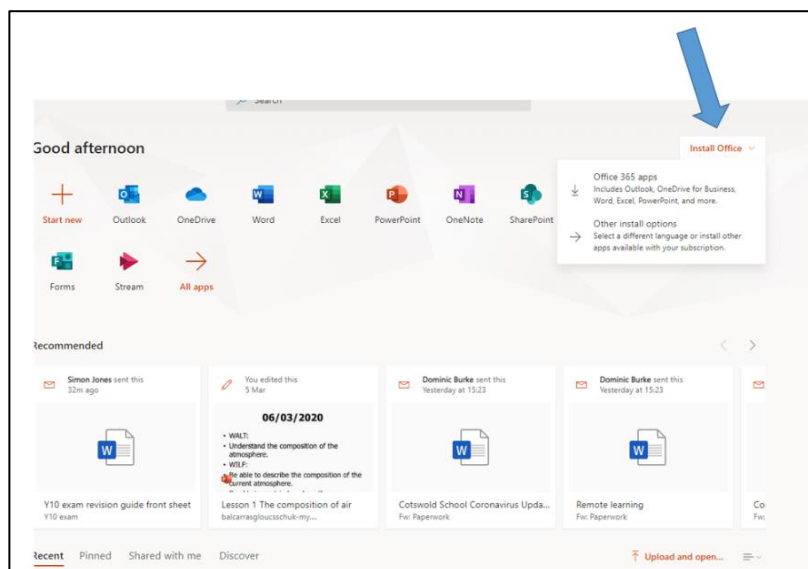 Search
Good afternoon
Install Office
Office 365 apps
Includes Outlook, OneDrive for Business,
Word, Excel, PowerPoint, and more.
Other install options
Select a different language or install other
apps available with your subscription.
Start new
Outlook
OneDrive
Word
Excel
PowerPoint
OneNote
SharePoint
Forms
Stream
All apps
Recommended
Simon Jones sent this
32m ago
You edited this
5 Mar
Dominic Burke sent this
Yesterday at 15:23
Dominic Burke sent this
Yesterday at 15:23
06/03/2020
• WALT:
• Understand the composition of the
atmosphere.
• WILF:
Be able to describe the composition of the
current atmosphere.
Y10 exam revision guide front sheet
Y10 exam
Lesson 1 The composition of air
balcarrasgloucsschuk-my...
Cotswold School Coronavirus Upda...
Fw: Paperwork
Remote learning
Fw: Paperwork
Co
Fw:
Recent
Pinned
Shared with me
Discover
Upload and open...